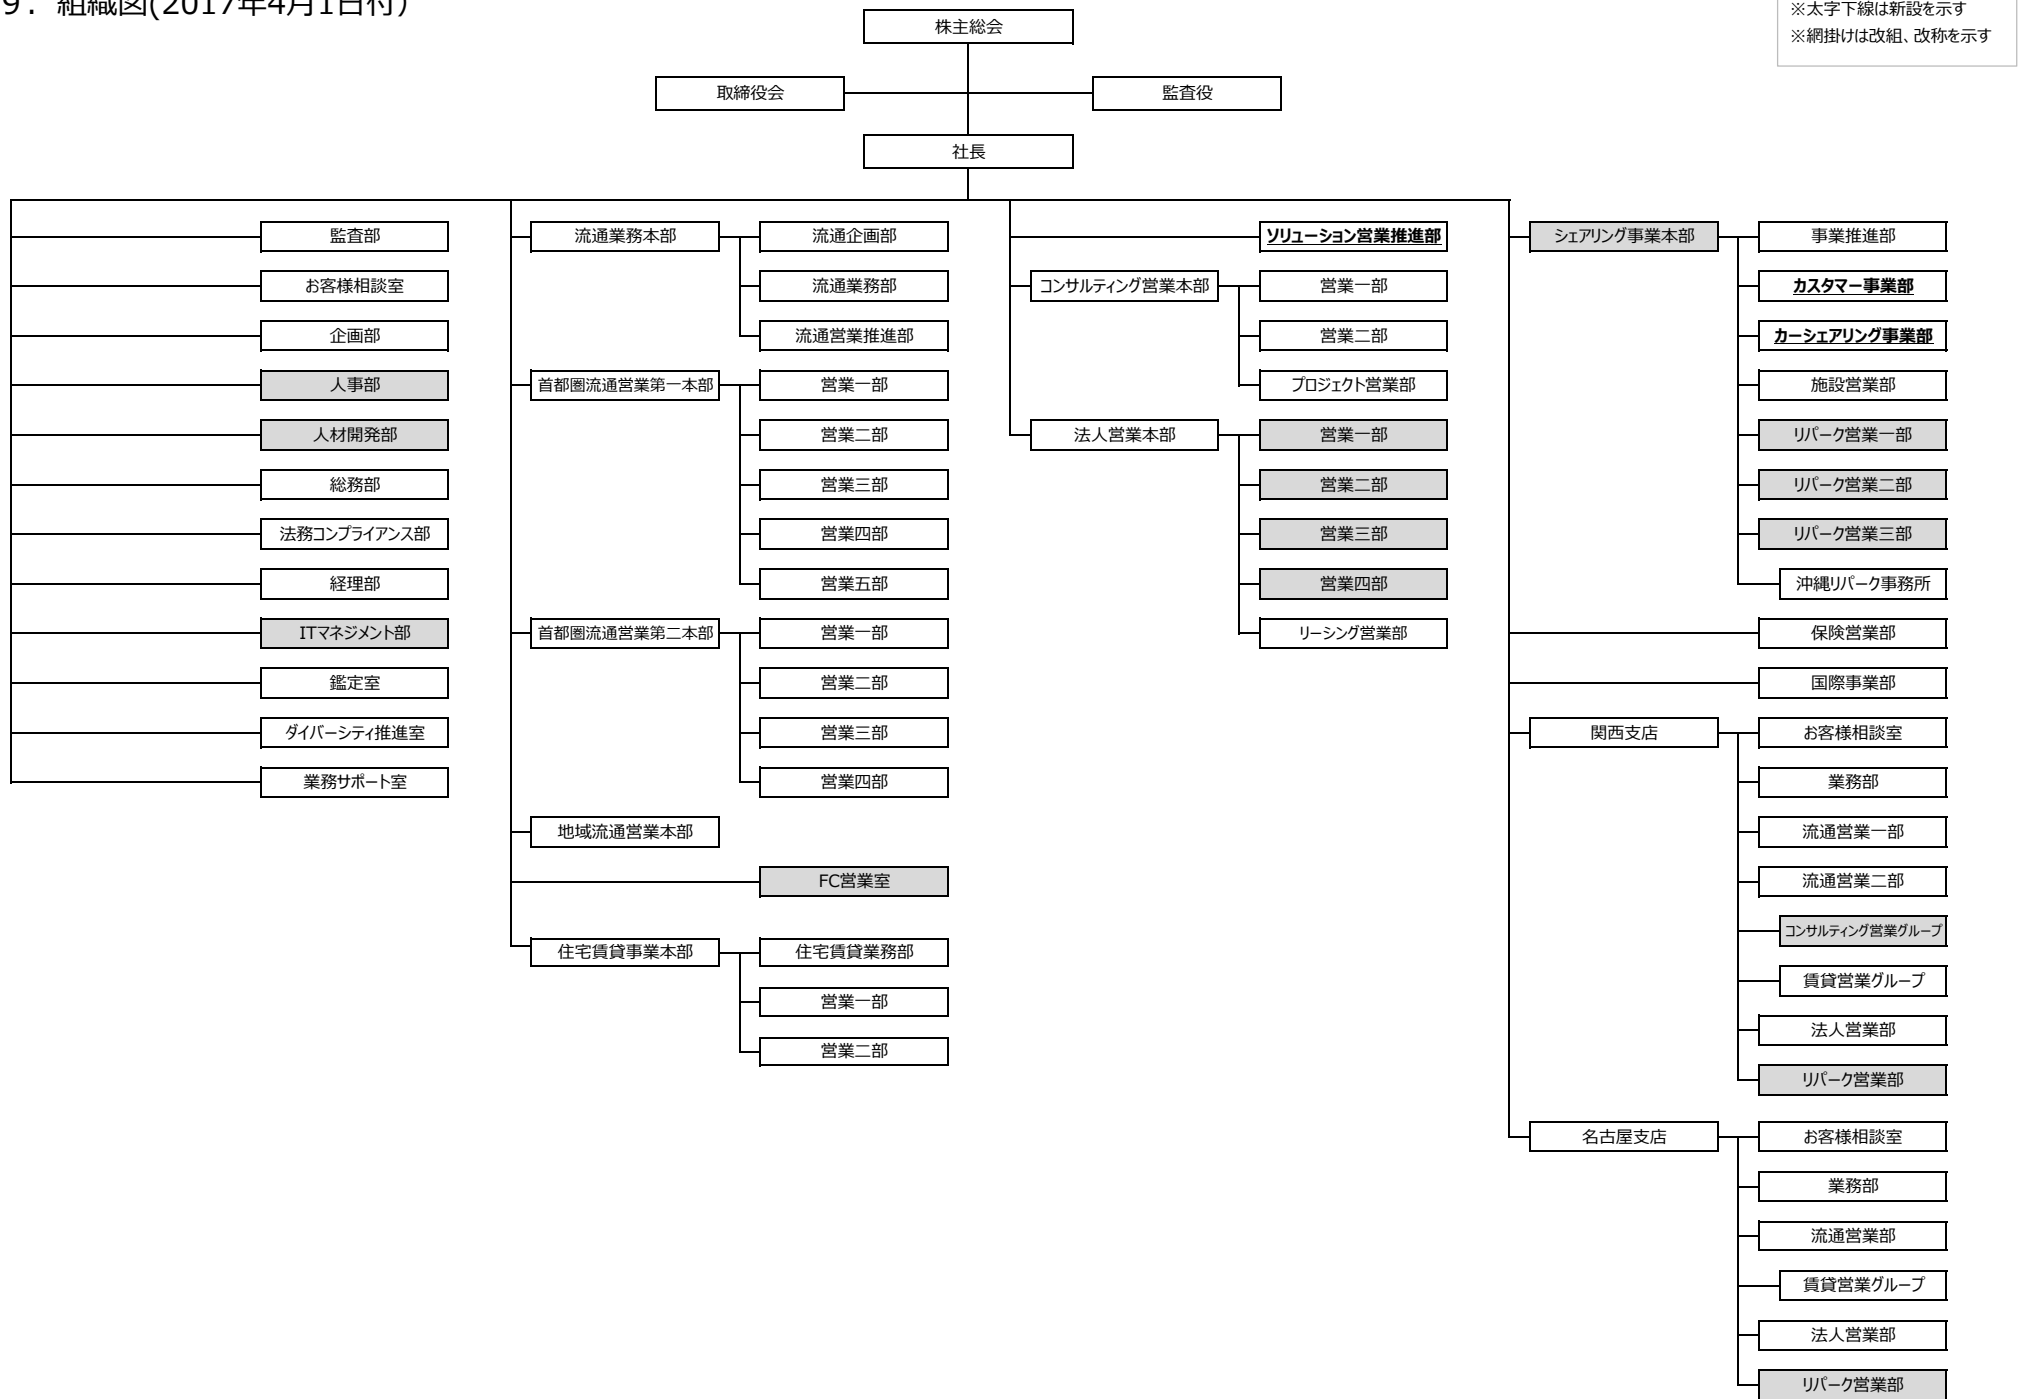 9．組織図(2017年4月1日付）
※太字下線は新設を示す
※網掛けは改組、改称を示す
株主総会
取締役会
監査役
社長
監査部
お客様相談室
企画部
人事部
人材開発部
総務部
法務コンプライアンス部
経理部
ITマネジメント部
鑑定室
ダイバーシティ推進室
業務サポート室
流通業務本部
流通企画部
流通業務部
流通営業推進部
首都圏流通営業第一本部
営業一部
営業二部
営業三部
営業四部
営業五部
首都圏流通営業第二本部
営業一部
営業二部
営業三部
営業四部
地域流通営業本部
FC営業室
住宅賃貸事業本部
住宅賃貸業務部
営業一部
営業二部
ソリューション営業推進部
コンサルティング営業本部
営業一部
営業二部
プロジェクト営業部
法人営業本部
営業一部
営業二部
営業三部
営業四部
リーシング営業部
シェアリング事業本部
事業推進部
カスタマー事業部
カーシェアリング事業部
施設営業部
リパーク営業一部
リパーク営業二部
リパーク営業三部
沖縄リパーク事務所
保険営業部
国際事業部
関西支店
お客様相談室
業務部
流通営業一部
流通営業二部
コンサルティング営業グループ
賃貸営業グループ
法人営業部
リパーク営業部
名古屋支店
お客様相談室
業務部
流通営業部
賃貸営業グループ
法人営業部
リパーク営業部